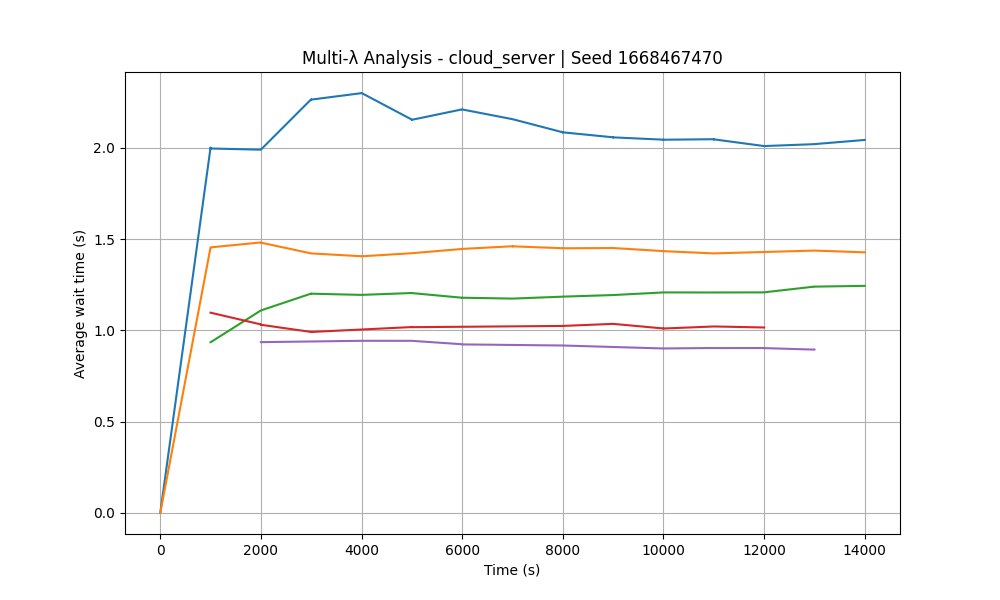 Multi-λ Analysis - cloud_server | Seed 1668467470
Average wait time (s)
2.0
1.5
1.0
0.5
0.0
0 2000 4000 6000 8000 10000 12000 14000
Time (s)